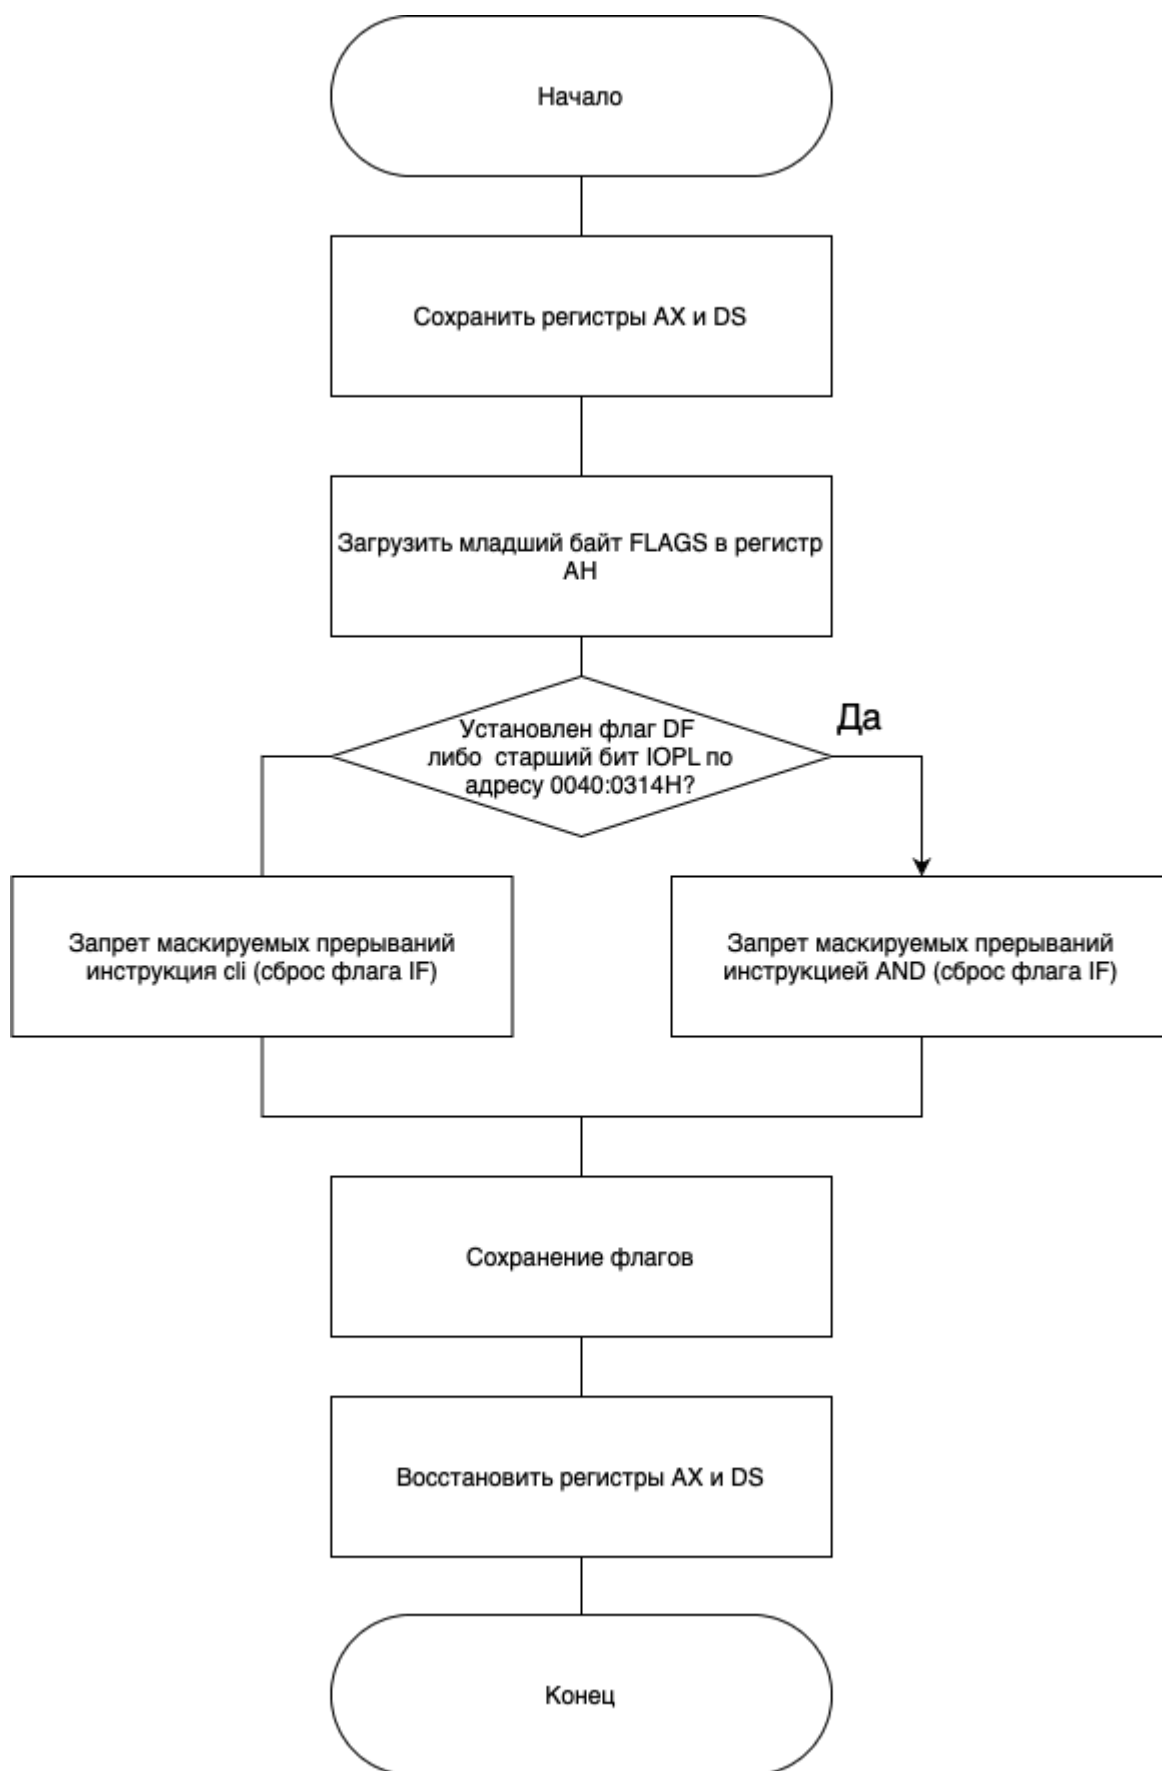 Начало
Сохранить регистры AX и DS
Загрузить младший байт FLAGS в регистр
AH
Установлен флаг DF
либо старший бит IOPL по
адресу 0040:0314H?
Да
Запрет маскируемых прерываний
инструкция cli (сброс флага IF)
Запрет маскируемых прерываний
инструкцией AND (сброс флага IF)
Сохранение флагов
Восстановить регистры AX и DS
Конец